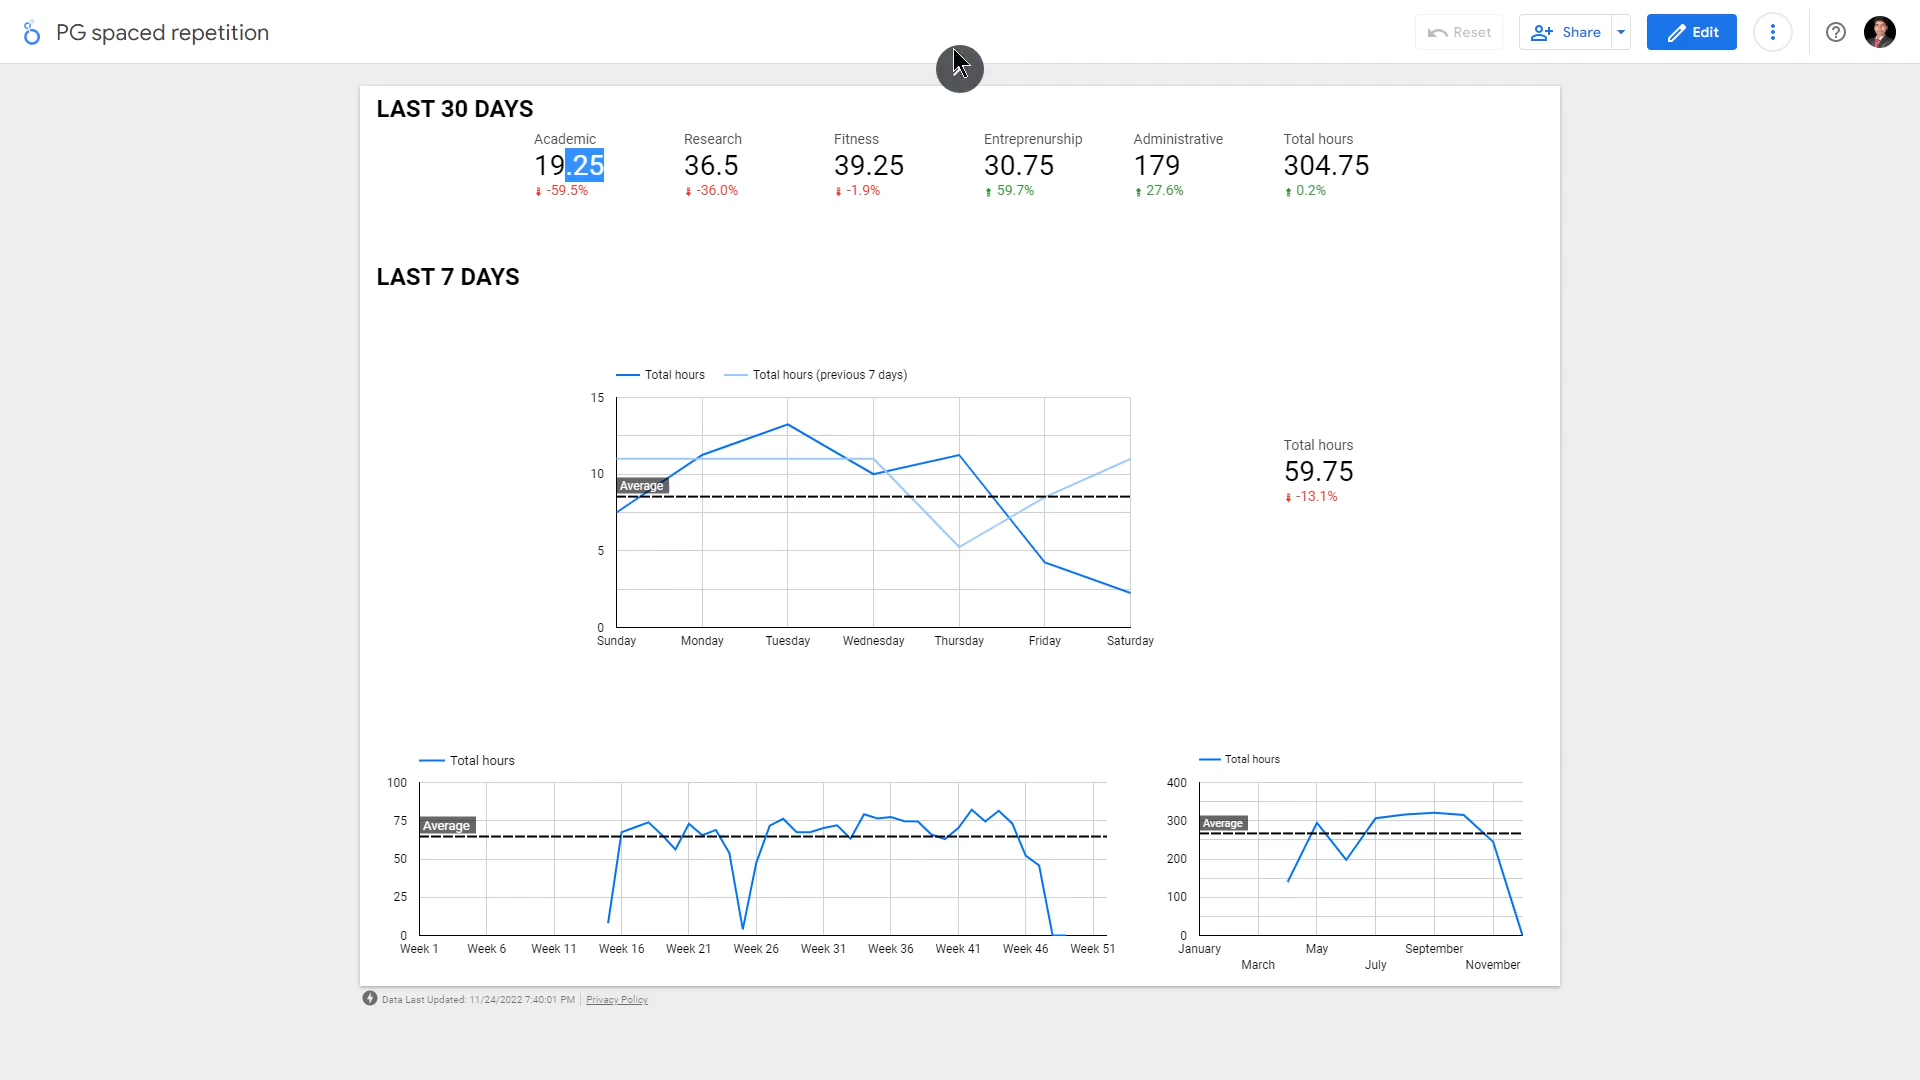 PG spaced repetition
Reset
Share
Edit
LAST 30 DAYS
Academic
19.25
-59.5%
Research
36.5
-36.0%
Fitness
39.25
-1.9%
Entreprenurship
30.75
59.7%
Administrative
179
27.6%
Total hours
304.75
0.2%
LAST 7 DAYS
Total hours Total hours (previous 7 days)
15
10
5
0
Average
Sunday Monday Tuesday Wednesday Thursday Friday Saturday
Total hours
59.75
-13.1%
Total hours
100
75
50
25
0
Average
Week 1 Week 6 Week 11 Week 16 Week 21 Week 26 Week 31 Week 36 Week 41 Week 46 Week 51
Total hours
400
300
200
100
0
Average
January May September
March July November
Data Last Updated: 11/24/2022 7:40:01 PM Privacy Policy